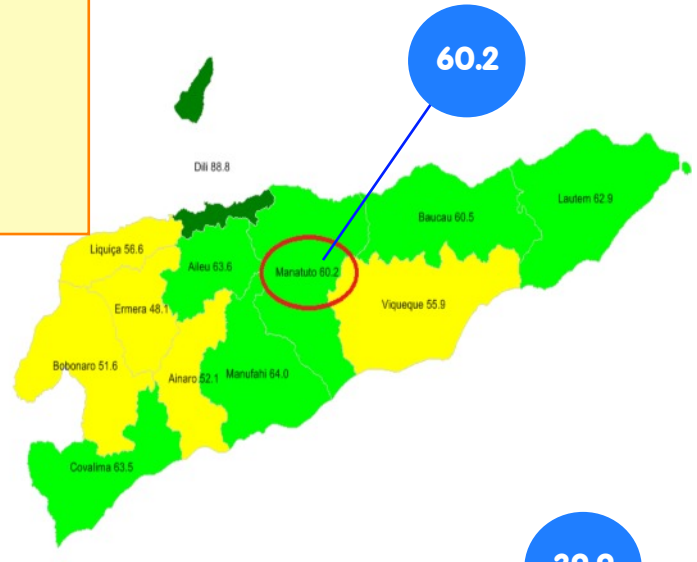 60.2
Dili 88.8
Lautem 62.9
Baucau 60.5
Liquiça 56.6
Aileu 63.6
Manatuto 60.2
Ermera 48.1
Viqueque 55.9
Bobonaro 51.6
Ainaro 52.1
Manufahi 64.0
Covalima 63.5